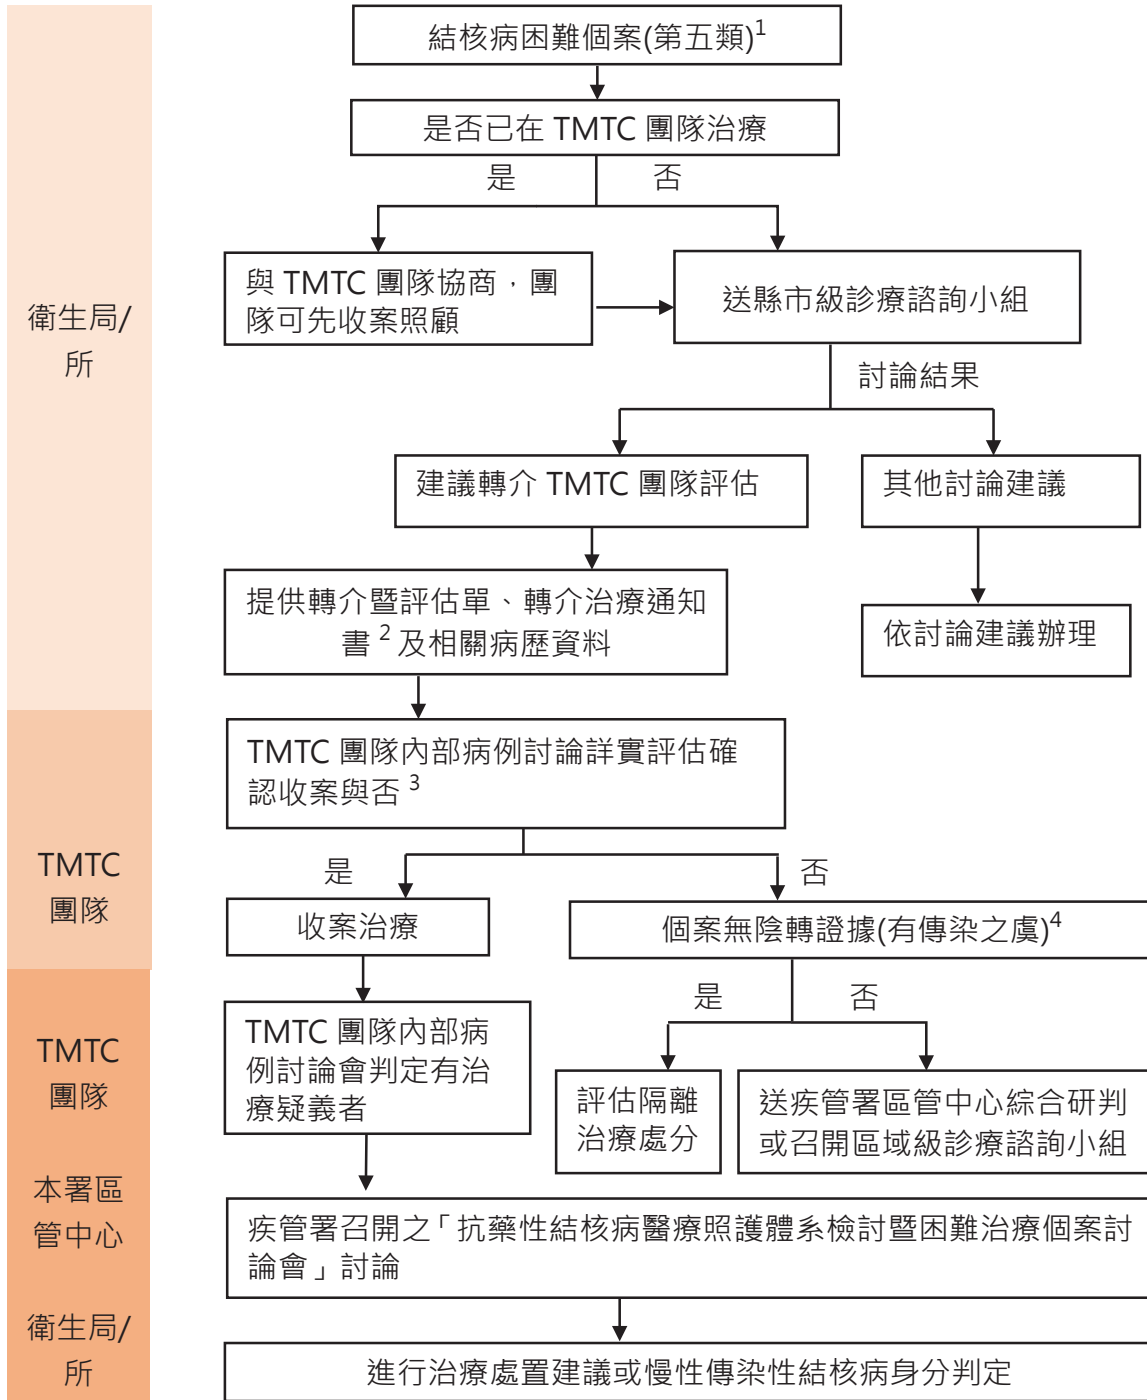 結核病困難個案(第五類)1
是否已在 TMTC 團隊治療
是
否
與 TMTC 團隊協商，團
隊可先收案照顧
送縣市級診療諮詢小組
衛生局/
所
討論結果
建議轉介 TMTC 團隊評估
其他討論建議
提供轉介暨評估單、轉介治療通知
書 2 及相關病歷資料
依討論建議辦理
TMTC 團隊內部病例討論詳實評估確
認收案與否 3
TMTC
團隊
是
否
收案治療
個案無陰轉證據(有傳染之虞)4
是
否
TMTC
團隊
TMTC 團隊內部病
例討論會判定有治
療疑義者
評估隔離
治療處分
送疾管署區管中心綜合研判
或召開區域級診療諮詢小組
本署區
管中心
疾管署召開之「抗藥性結核病醫療照護體系檢討暨困難治療個案討
論會」討論
衛生局/
所
進行治療處置建議或慢性傳染性結核病身分判定